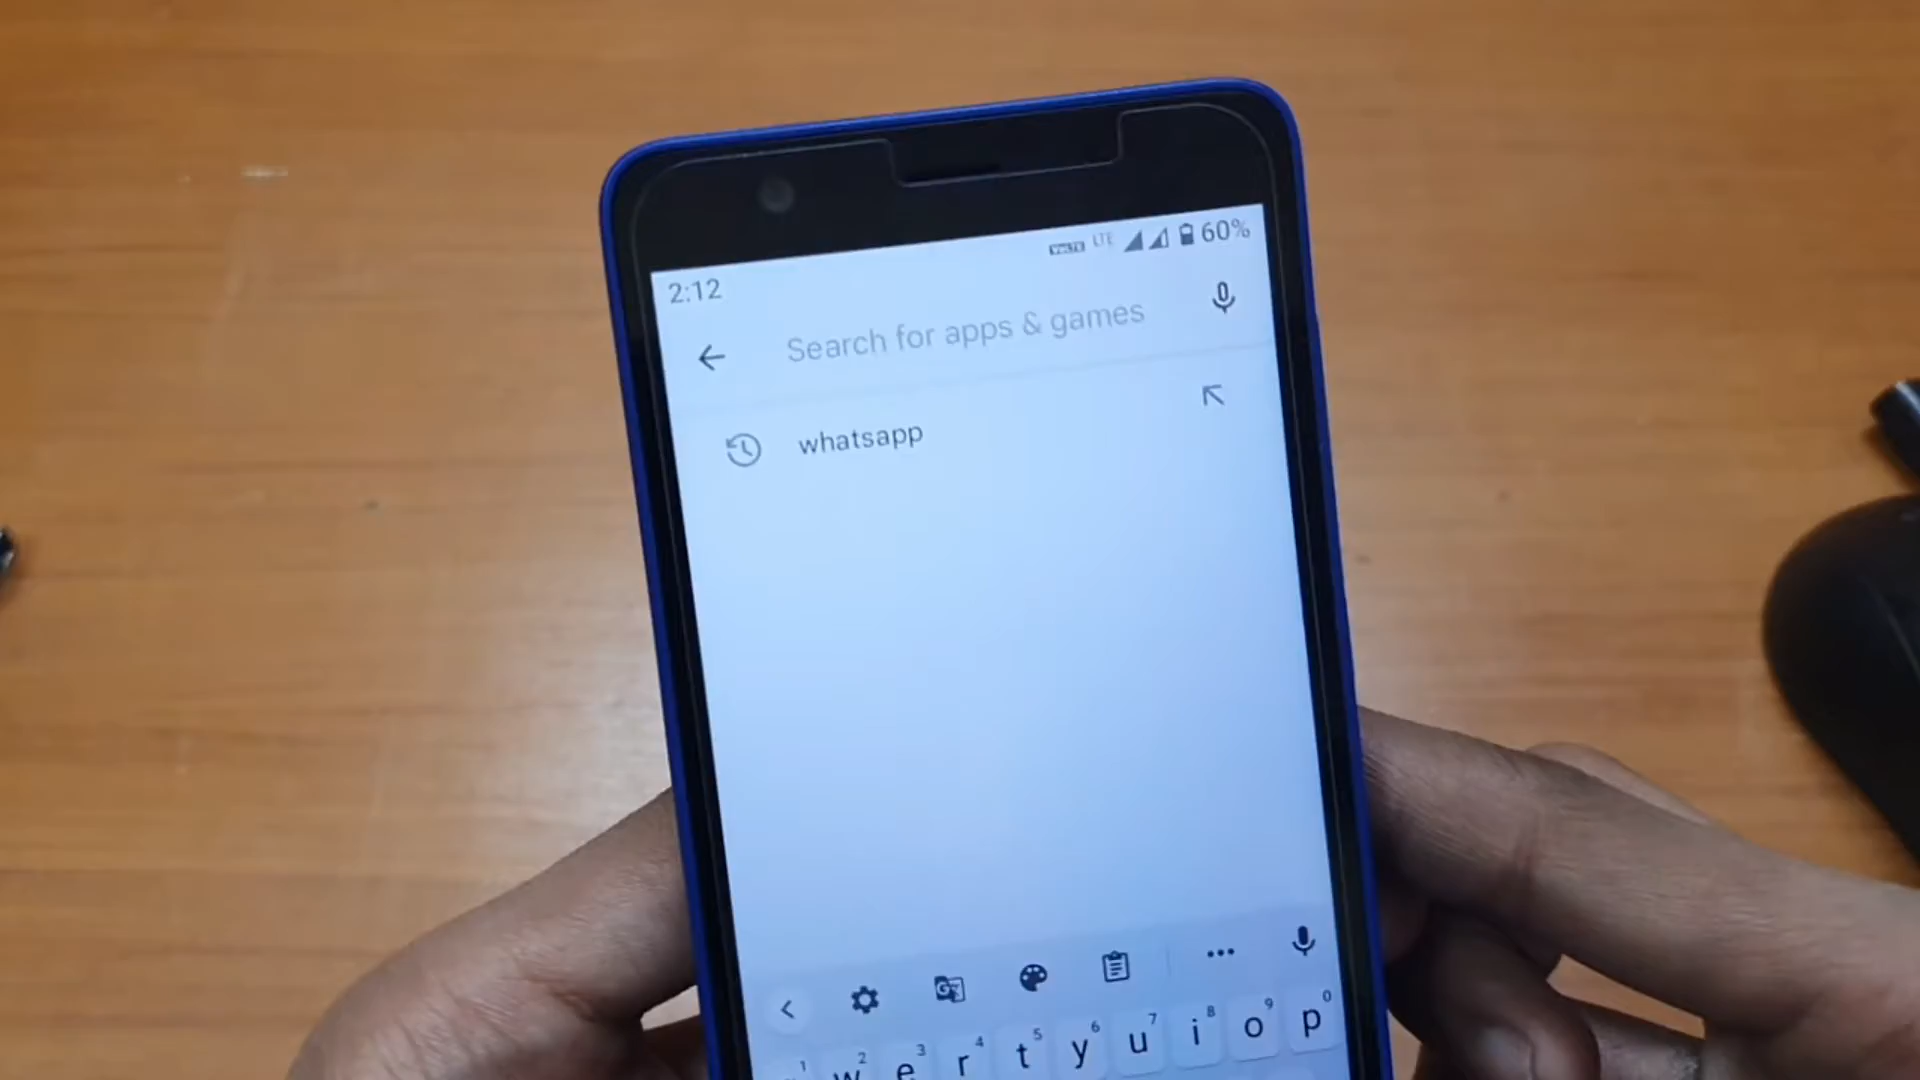 2:12 VoLTE LTE 60%
Search for apps & games
whatsapp
1 2 3 4 5 6 7 8 9 0
w e r t y u i o p